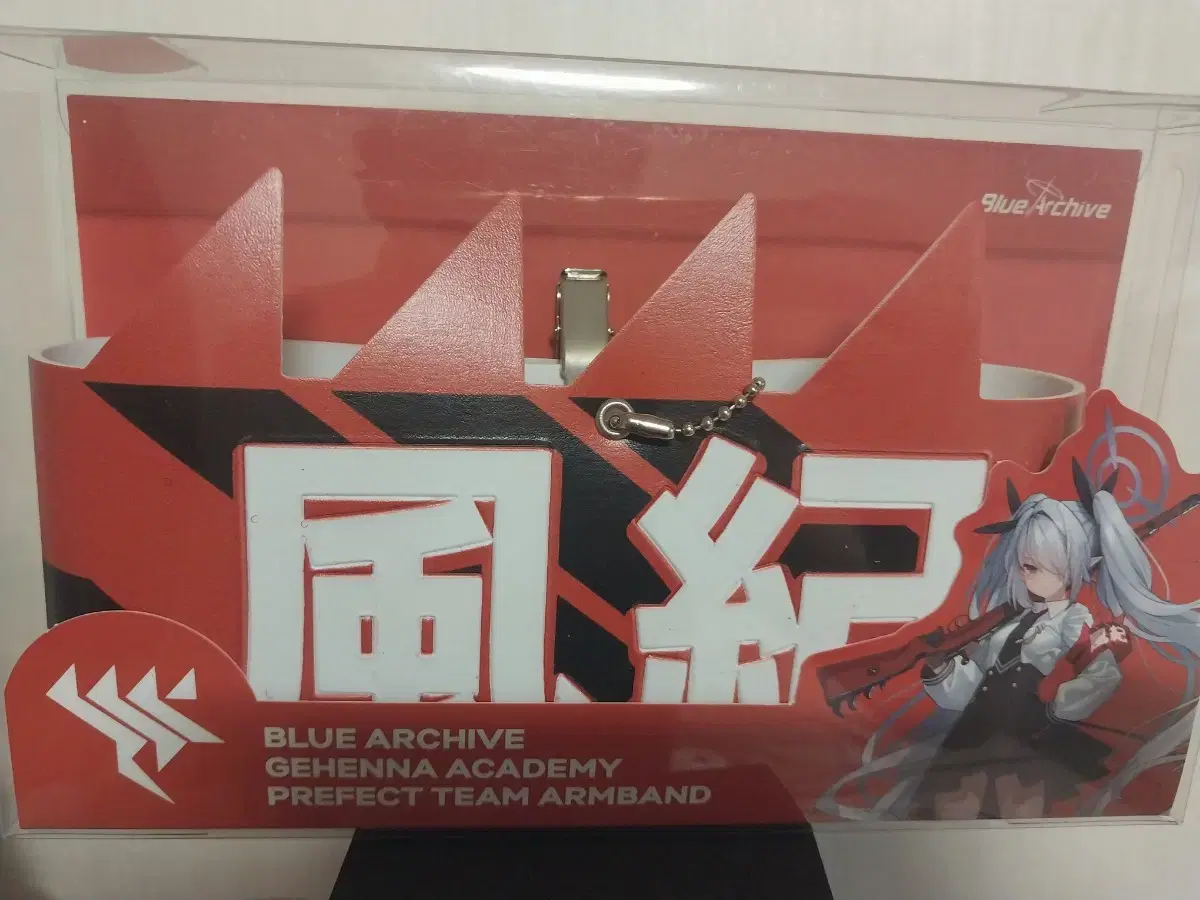 Blue Archive
風紀
BLUE ARCHIVE
GEHENNA ACADEMY
PREFECT TEAM ARMBAND